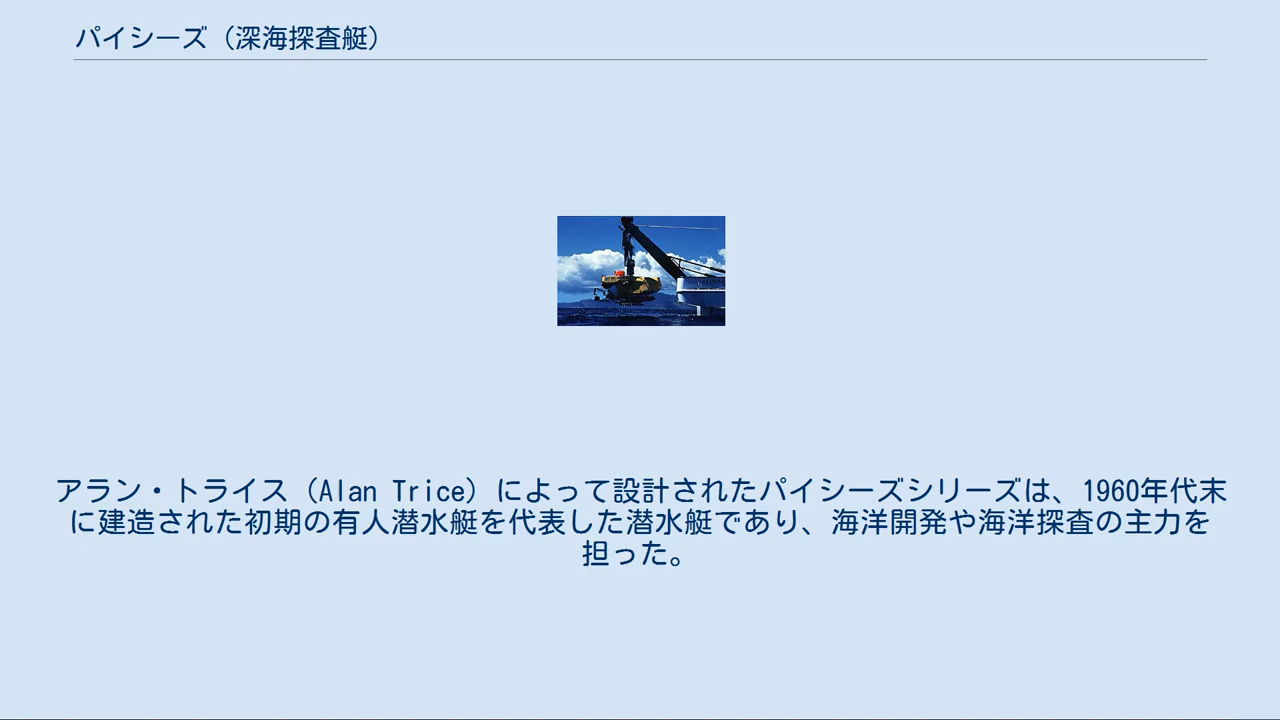 パイシーズ（深海探査艇）
アラン・トライス（Alan Trice）によって設計されたパイシーズシリーズは、1960年代末
に建造された初期の有人潜水艇を代表した潜水艇であり、海洋開発や海洋探査の主力を
担った。